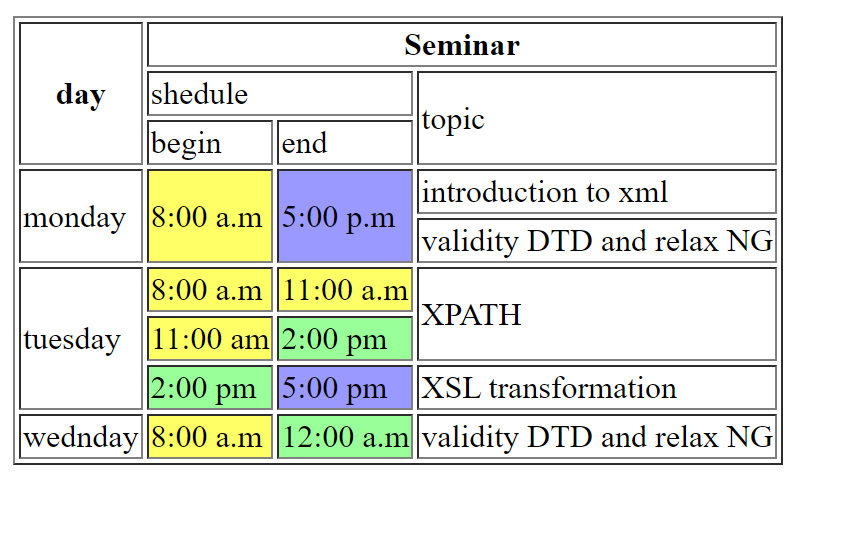 day
Seminar
shedule
topic
begin
end
monday
8:00 a.m
5:00 p.m
introduction to xml
validity DTD and relax NG
tuesday
8:00 a.m
11:00 a.m
XPATH
11:00 am
2:00 pm
2:00 pm
5:00 pm
XSL transformation
wednday
8:00 a.m
12:00 a.m
validity DTD and relax NG